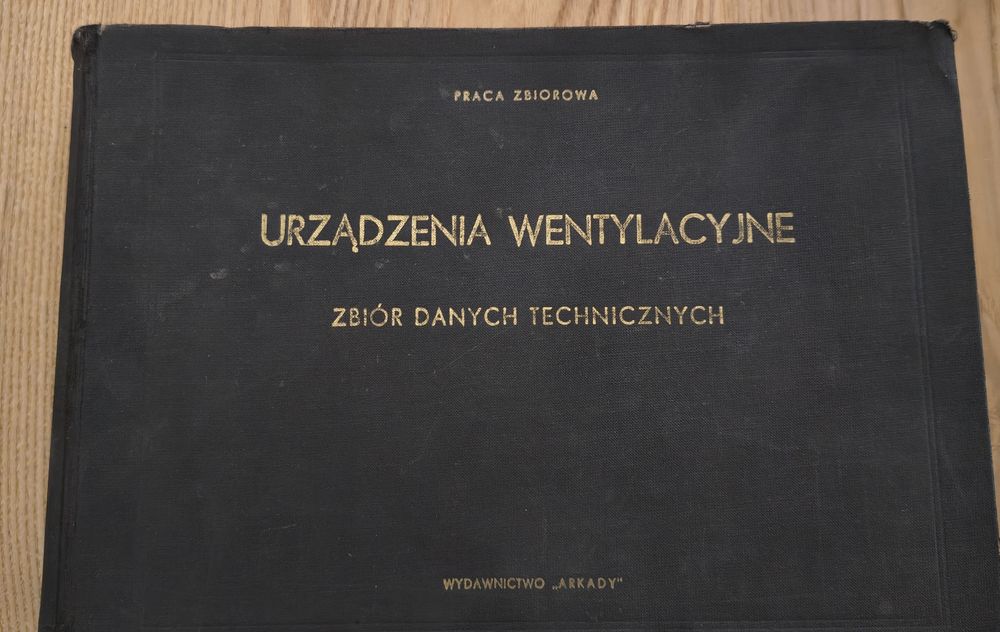 PRACA ZBIOROWA
URZĄDZENIA WENTYLACYJNE
ZBIÓR DANYCH TECHNICZNYCH
WYDAWNICTWO „ARKADY"